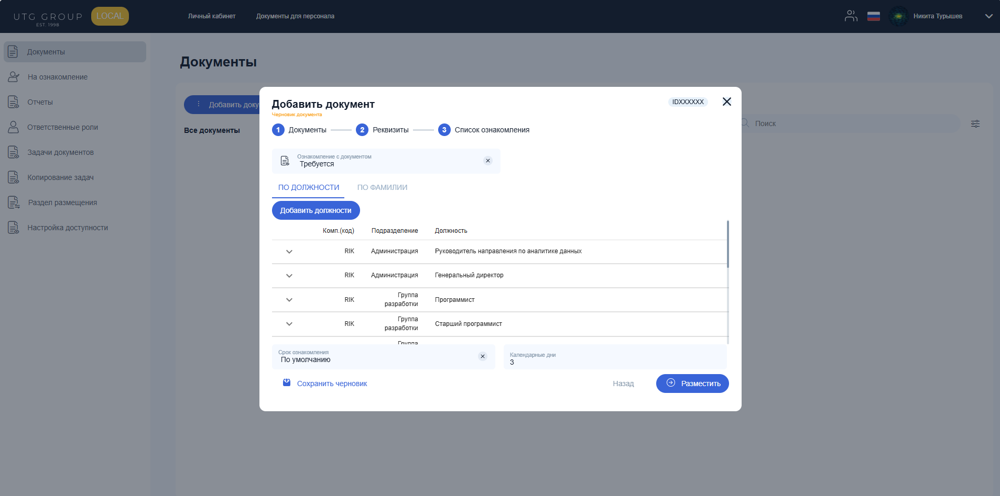 UTG GROUP
EST. 1998
LOCAL
Личный кабинет
Документы для персонала
Никита Турышев
Документы
На ознакомление
Отчеты
Ответственные роли
Задачи документов
Копирование задач
Раздел размещения
Настройка доступности
Документы
Добавить доку
Все документы
Поиск
Добавить документ
IDXXXXXX
Черновик документа
1 Документы
2 Реквизиты
3 Список ознакомления
Ознакомление с документом
Требуется
ПО ДОЛЖНОСТИ ПО ФАМИЛИИ
Добавить должности
Комп.(код) Подразделение Должность
RIK Администрация Руководитель направления по аналитике данных
RIK Администрация Генеральный директор
RIK Группа разработки Программист
RIK Группа разработки Старший программист
Группа
Срок ознакомления
По умолчанию
Календарные дни
3
Сохранить черновик
Назад
Разместить